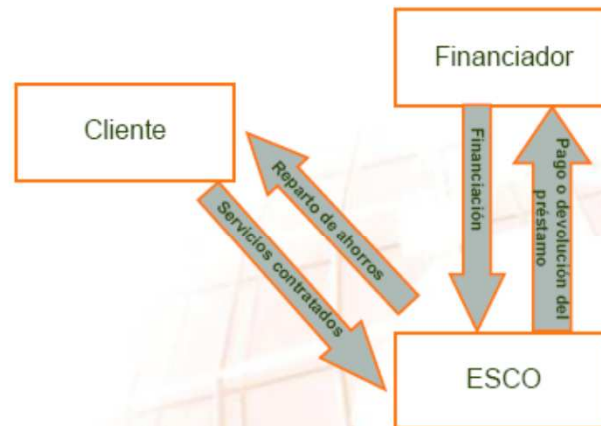 Financiador
Cliente
Financiación
Pago o devolución del
préstamo
Reparto de ahorros
Servicios contratados
ESCO